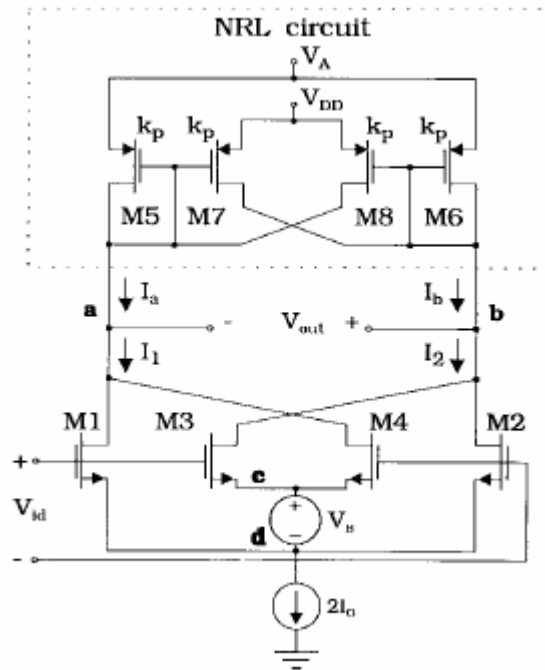 NRL circuit
V_A
V_DD
k_p k_p k_p k_p
M5 M7 M8 M6
a I_a - V_out + I_b b
I_1 I_2
M1 M3 M4 M2
+ c +
V_id d V_B
- -
2I_o